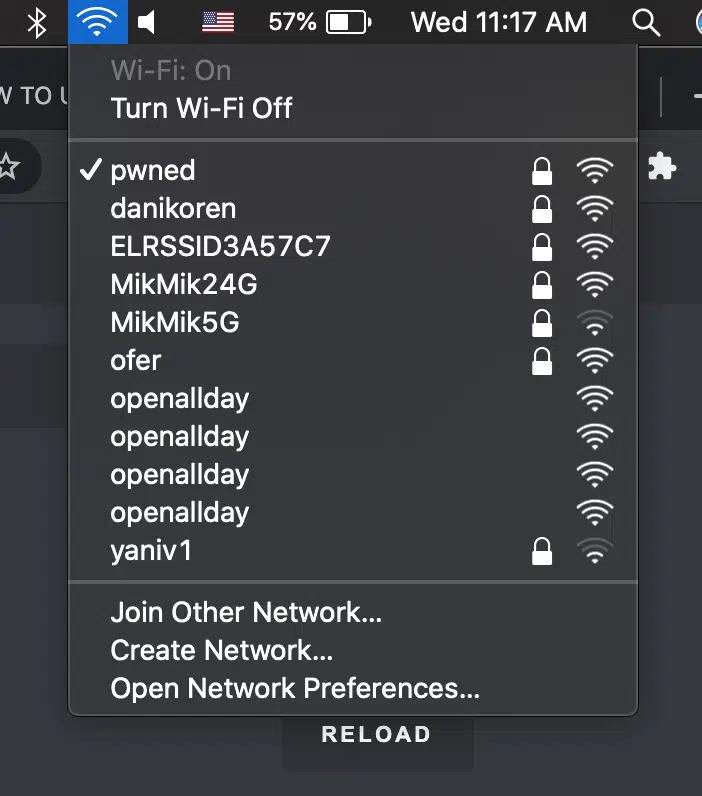 57% Wed 11:17 AM
Wi-Fi: On
W TO
Turn Wi-Fi Off
pwned
danikoren
ELRSSID3A57C7
MikMik24G
MikMik5G
ofer
openallday
openallday
openallday
openallday
yaniv1
Join Other Network...
Create Network...
Open Network Preferences...
RELOAD